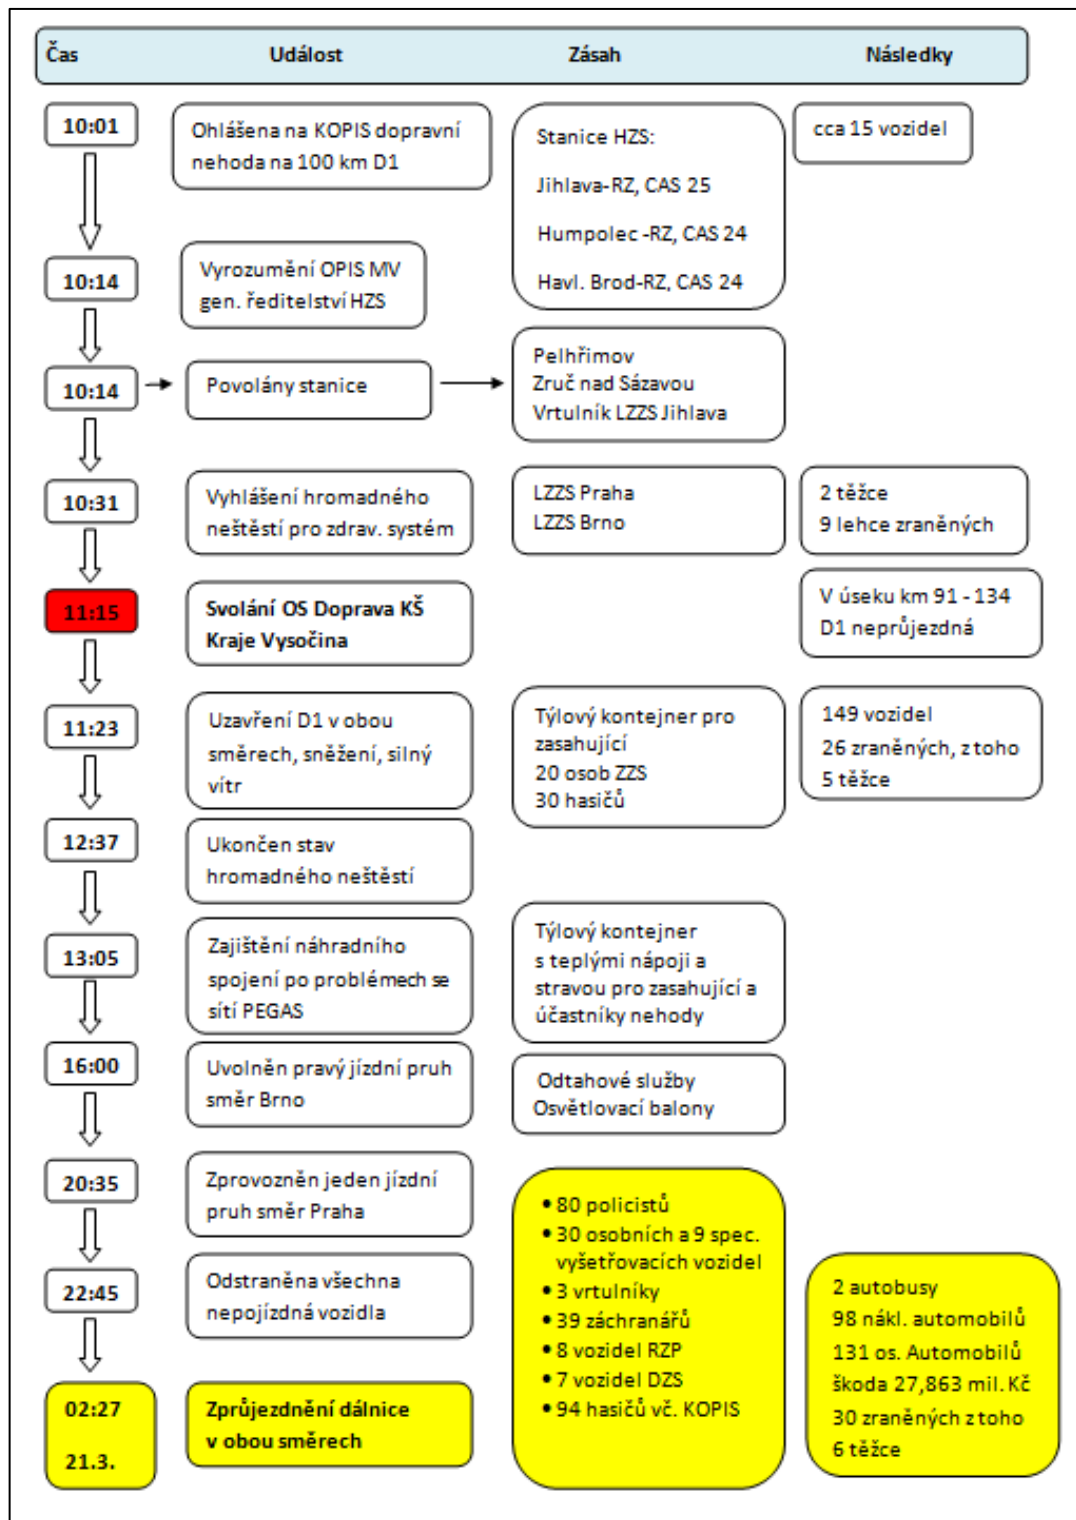 Čas Událost Zásah Následky
10:01
Ohlášena na KOPIS dopravní
nehoda na 100 km D1
Stanice HZS:
Jihlava-RZ, CAS 25
Humpolec -RZ, CAS 24
Havl. Brod-RZ, CAS 24
cca 15 vozidel
10:14
Vyrozumění OPIS MV
gen. ředitelství HZS
10:14
Povolány stanice
Pelhřimov
Zruč nad Sázavou
Vrtulník LZZS Jihlava
10:31
Vyhlášení hromadného
neštěstí pro zdrav. systém
LZZS Praha
LZZS Brno
2 těžce
9 lehce zraněných
11:15
Svolání OS Doprava KŠ
Kraje Vysočina
V úseku km 91 - 134
D1 neprůjezdná
11:23
Uzavření D1 v obou
směrech, sněžení, silný
vítr
Týlový kontejner pro
zasahující
20 osob ZZS
30 hasičů
149 vozidel
26 zraněných, z toho
5 těžce
12:37
Ukončen stav
hromadného neštěstí
13:05
Zajištění náhradního
spojení po problémech se
sítí PEGAS
Týlový kontejner
s teplými nápoji a
stravou pro zasahující a
účastníky nehody
16:00
Uvolněn pravý jízdní pruh
směr Brno
Odtahové služby
Osvětlovací balony
20:35
Zprovozněn jeden jízdní
pruh směr Praha
22:45
Odstraněna všechna
nepojízdná vozidla
02:27
21.3.
Zprůjezdnění dálnice
v obou směrech
• 80 policistů
• 30 osobních a 9 spec.
vyšetřovacích vozidel
• 3 vrtulníky
• 39 záchranářů
• 8 vozidel RZP
• 7 vozidel DZS
• 94 hasičů vč. KOPIS
2 autobusy
98 nákl. automobilů
131 os. Automobilů
škoda 27,863 mil. Kč
30 zraněných z toho
6 těžce